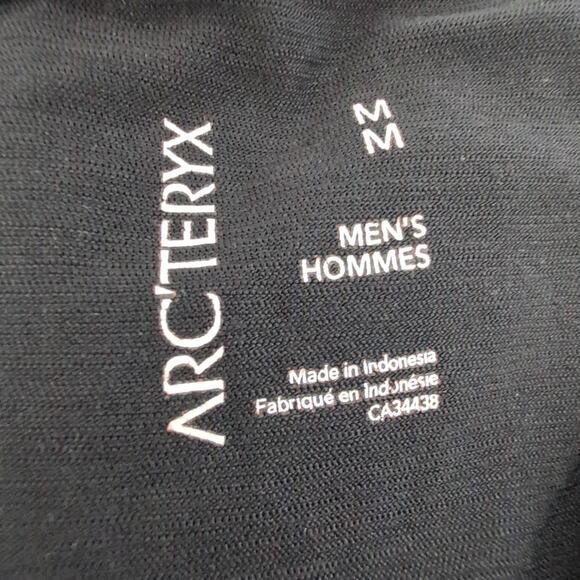 ARC'TERYX
M
M
MEN'S
HOMMES
Made in Indonesia
Fabriqué en Indonésie
CA34438